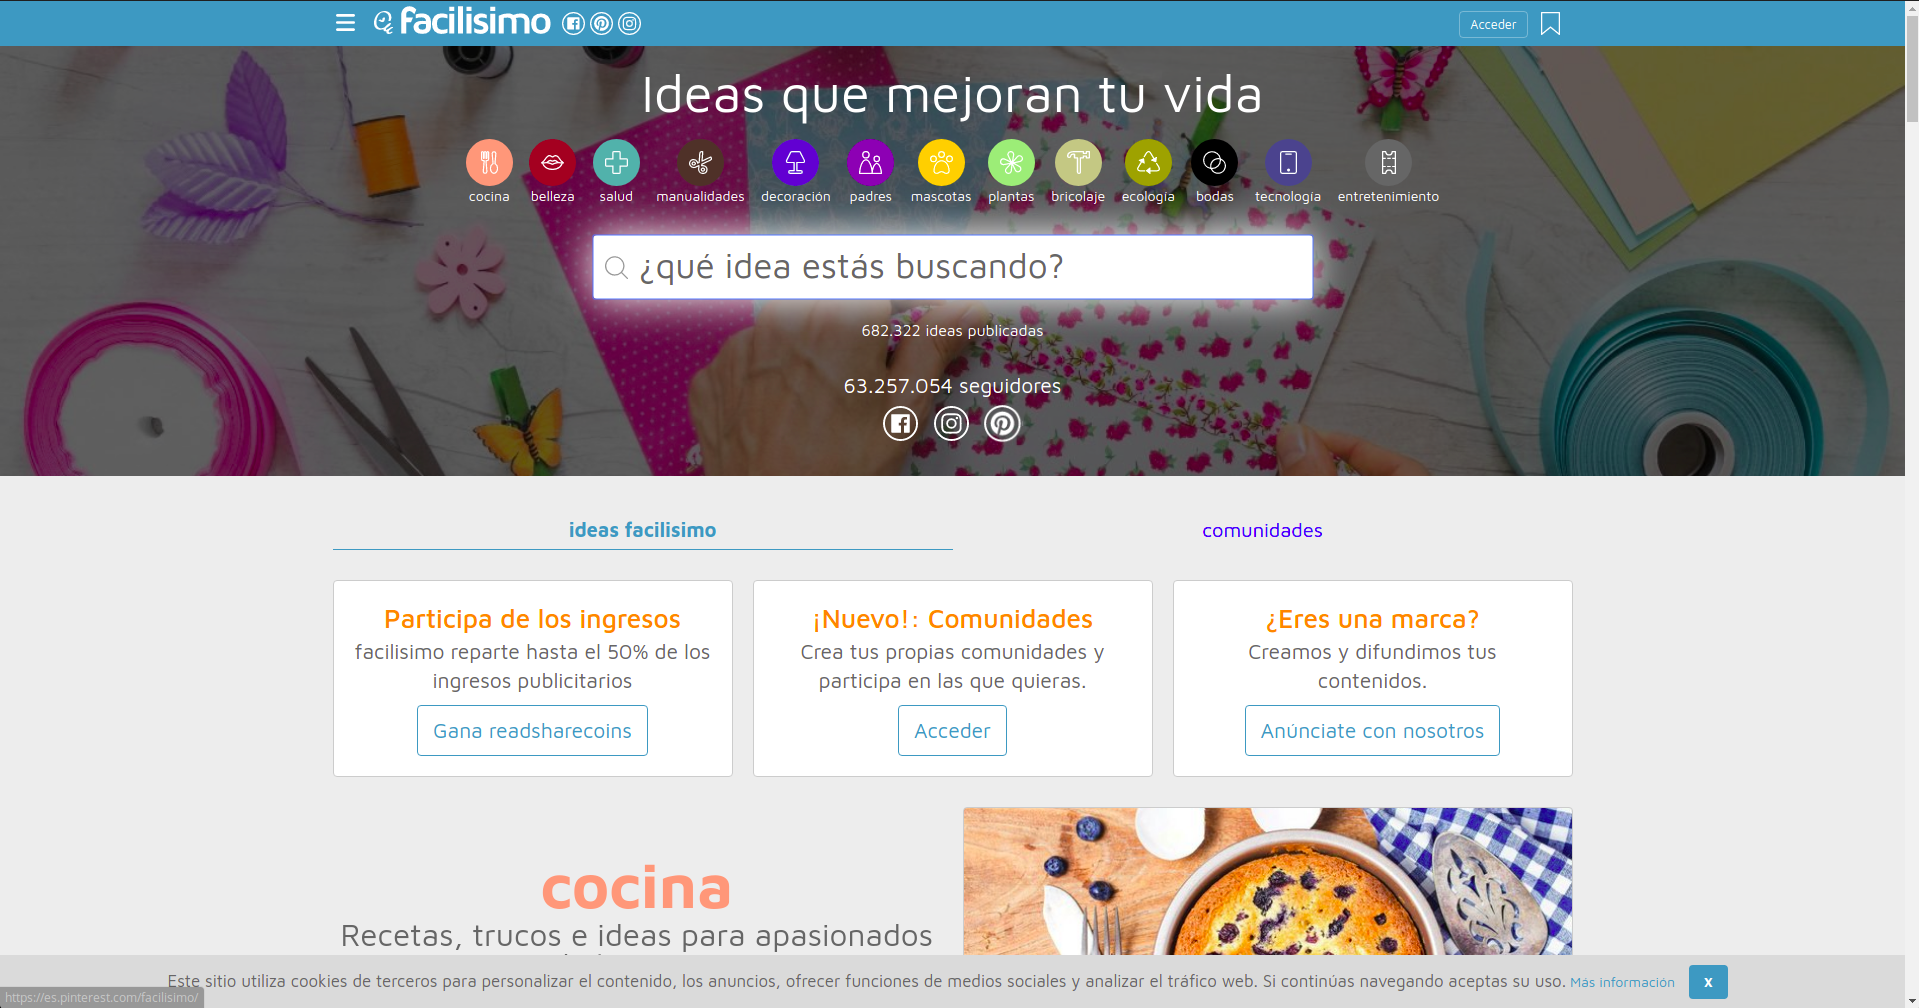 facilisimo
Acceder
Ideas que mejoran tu vida
cocina
belleza
salud
manualidades
decoración
padres
mascotas
plantas
bricolaje
ecología
bodas
tecnología
entretenimiento
¿qué idea estás buscando?
682.322 ideas publicadas
63.257.054 seguidores
ideas facilisimo
comunidades
Participa de los ingresos
facilisimo reparte hasta el 50% de los
ingresos publicitarios
Gana readsharecoins
¡Nuevo!: Comunidades
Crea tus propias comunidades y
participa en las que quieras.
Acceder
¿Eres una marca?
Creamos y difundimos tus
contenidos.
Anúnciate con nosotros
cocina
Recetas, trucos e ideas para apasionados
Este sitio utiliza cookies de terceros para personalizar el contenido, los anuncios, ofrecer funciones de medios sociales y analizar el tráfico web. Si continúas navegando aceptas su uso. Más información
x
https://es.pinterest.com/facilisimo/